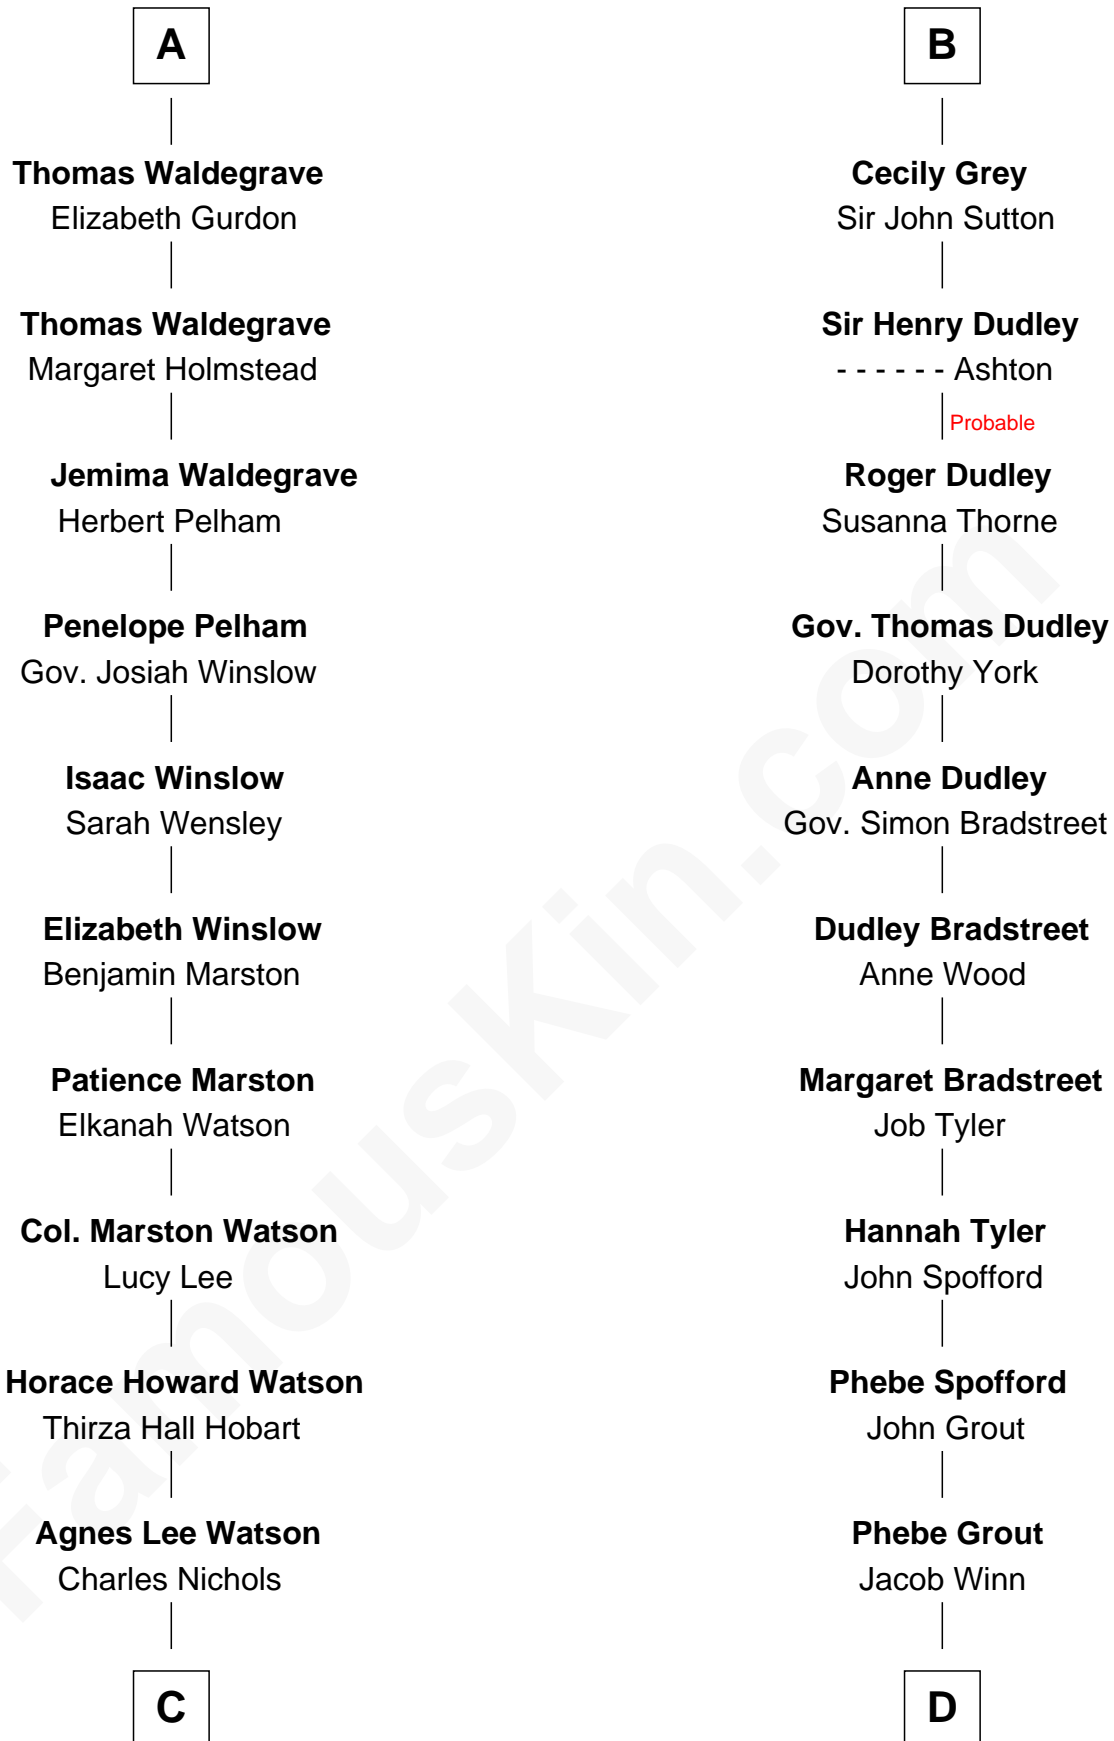 A
Thomas Waldegrave
Elizabeth Gurdon
Thomas Waldegrave
Margaret Holmstead
Jemima Waldegrave
Herbert Pelham
Penelope Pelham
Gov. Josiah Winslow
Isaac Winslow
Sarah Wensley
Elizabeth Winslow
Benjamin Marston
Patience Marston
Elkanah Watson
Col. Marston Watson
Lucy Lee
Horace Howard Watson
Thirza Hall Hobart
Agnes Lee Watson
Charles Nichols
C
B
Cecily Grey
Sir John Sutton
Sir Henry Dudley
- - - - - - Ashton
Probable
Roger Dudley
Susanna Thorne
Gov. Thomas Dudley
Dorothy York
Anne Dudley
Gov. Simon Bradstreet
Dudley Bradstreet
Anne Wood
Margaret Bradstreet
Job Tyler
Hannah Tyler
John Spofford
Phebe Spofford
John Grout
Phebe Grout
Jacob Winn
D
FamousKin.com